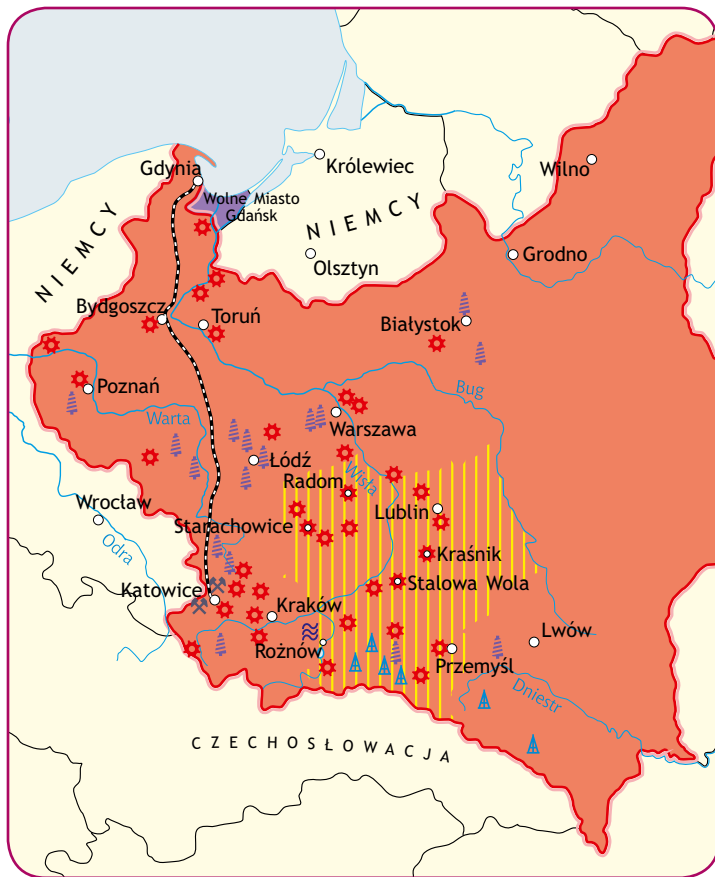 Gdynia
Królewiec
Wilno
Wolne Miasto
Gdańsk
NIEMCY
NIEMCY
Olsztyn
Grodno
Bydgoszcz
Toruń
Białystok
Poznań
Bug
Warta
Warszawa
Łódź
Wisła
Radom
Wrocław
Lublin
Starachowice
Odra
Kraśnik
Katowice
Stalowa Wola
Kraków
Lwów
Rożnów
Przemyśl
Dniestr
CZECHOSŁOWACJA